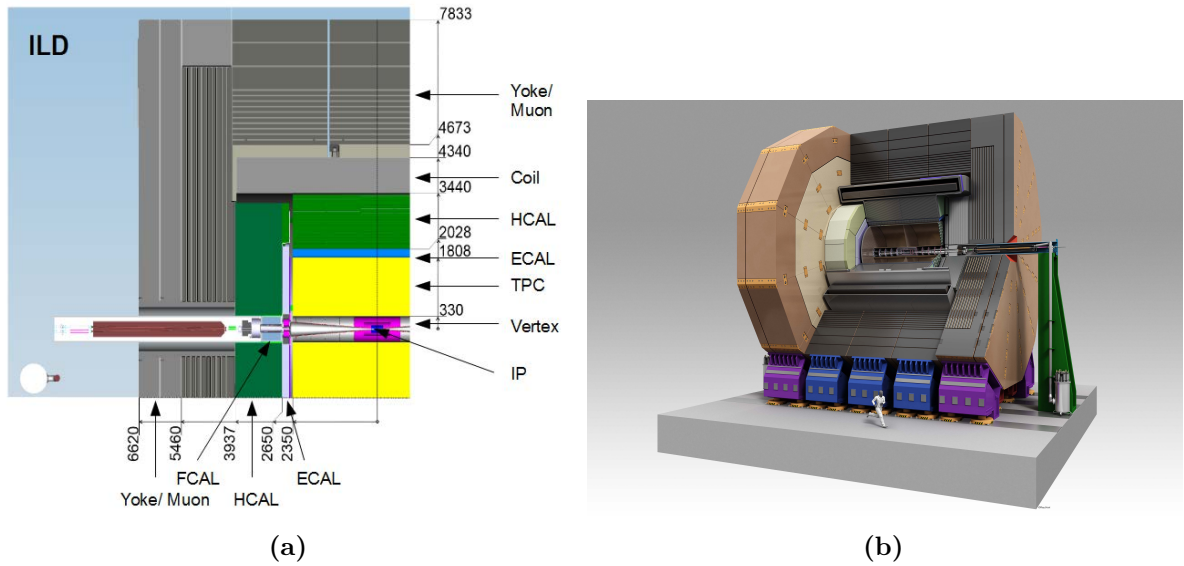 ILD
7833
Yoke/
Muon
4673
4340
Coil
3440
HCAL
2028
1808
ECAL
TPC
330
Vertex
IP
6620
5460
3937
2650
2350
FCAL
ECAL
Yoke/ Muon
HCAL
(a)
(b)